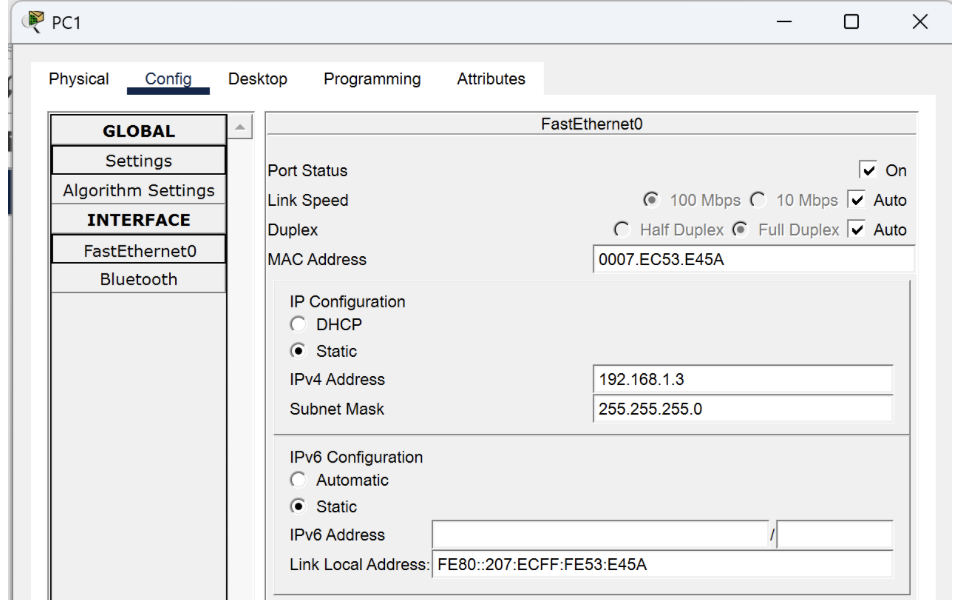 PC1
Physical Config Desktop Programming Attributes
GLOBAL
Settings
Algorithm Settings
INTERFACE
FastEthernet0
Bluetooth
FastEthernet0
Port Status On
Link Speed 100 Mbps 10 Mbps Auto
Duplex Half Duplex Full Duplex Auto
MAC Address 0007.EC53.E45A
IP Configuration
DHCP
Static
IPv4 Address 192.168.1.3
Subnet Mask 255.255.255.0
IPv6 Configuration
Automatic
Static
IPv6 Address /
Link Local Address: FE80::207:ECFF:FE53:E45A